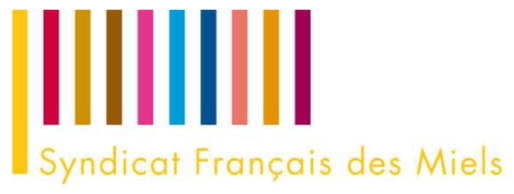 Syndicat Français des Miels